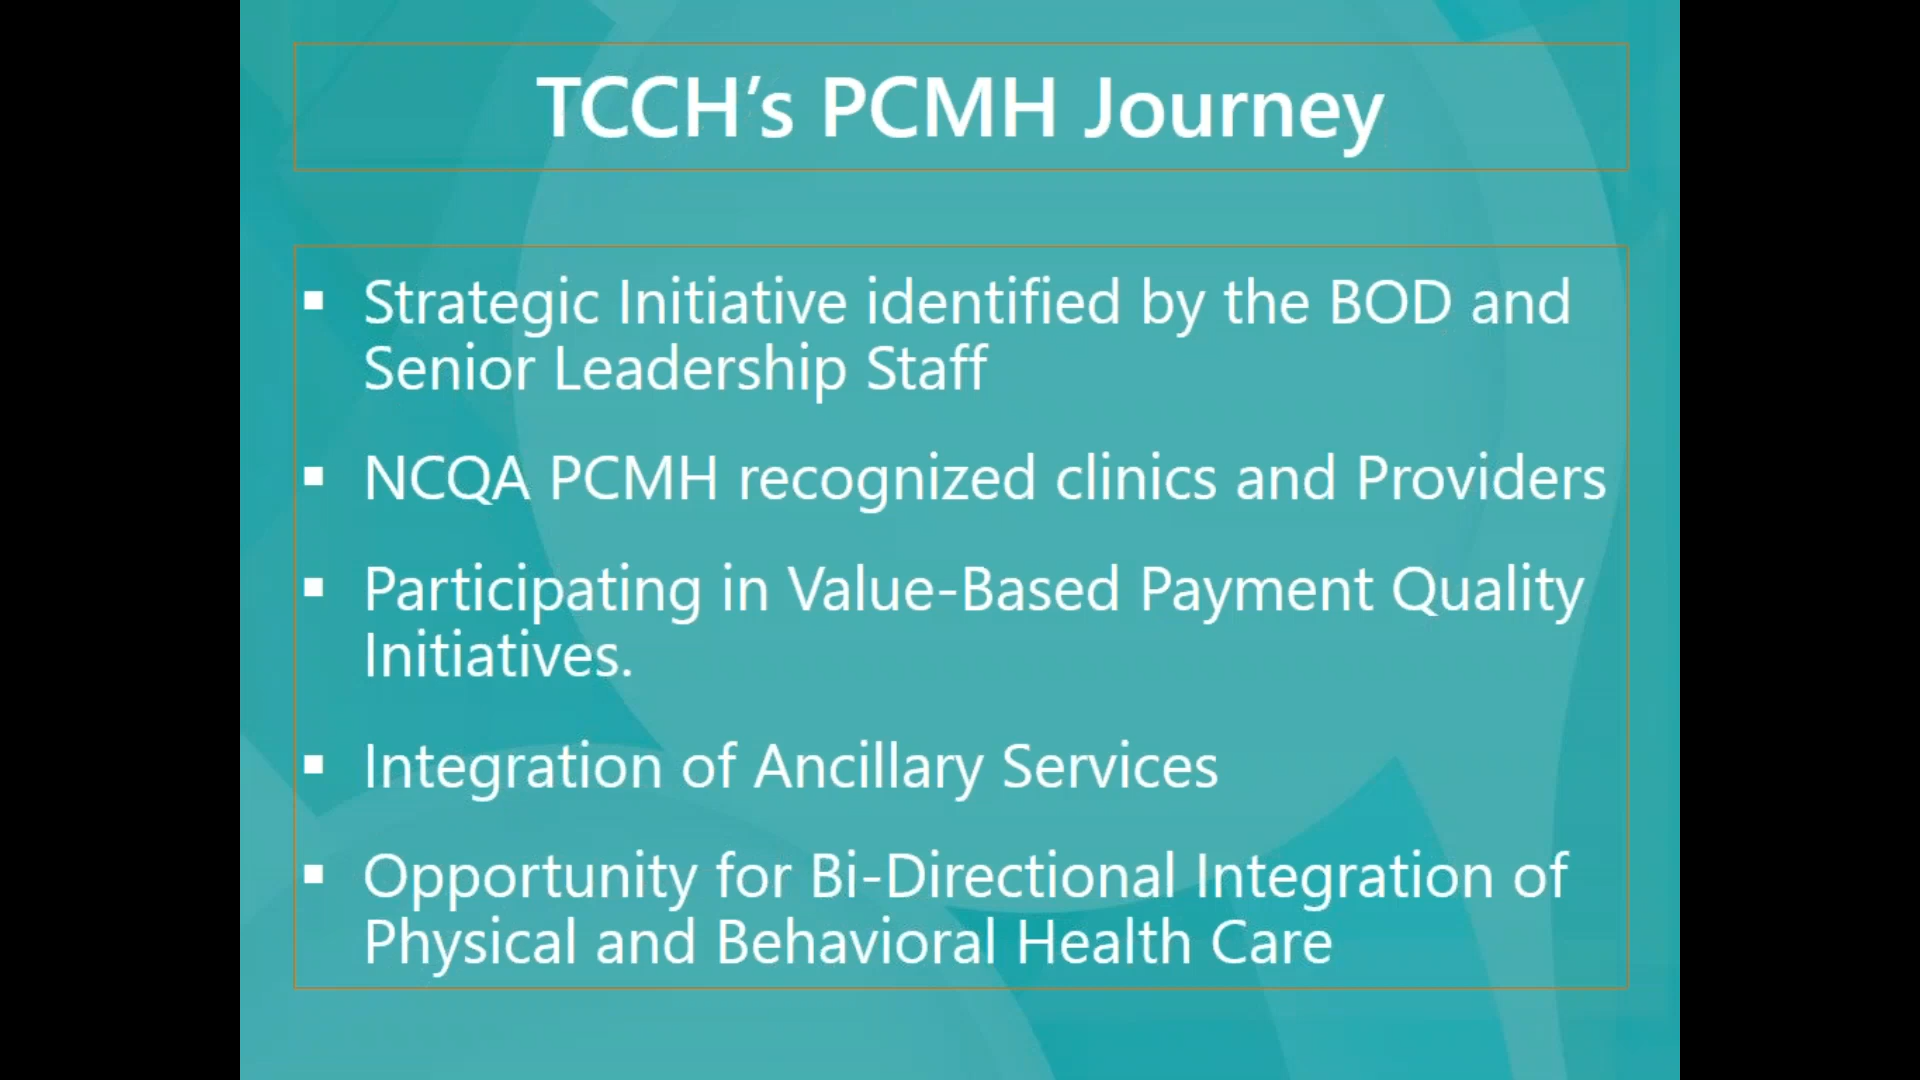 TCCH’s PCMH Journey
▪ Strategic Initiative identified by the BOD and
Senior Leadership Staff
▪ NCQA PCMH recognized clinics and Providers
▪ Participating in Value-Based Payment Quality
Initiatives.
▪ Integration of Ancillary Services
▪ Opportunity for Bi-Directional Integration of
Physical and Behavioral Health Care